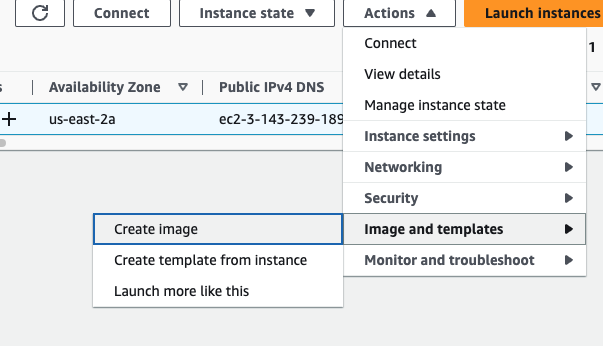 Connect Instance state Actions Launch instances
1
s Availability Zone Public IPv4 DNS
us-east-2a ec2-3-143-239-189
Connect
View details
Manage instance state
Instance settings
Networking
Security
Image and templates
Monitor and troubleshoot
Create image
Create template from instance
Launch more like this